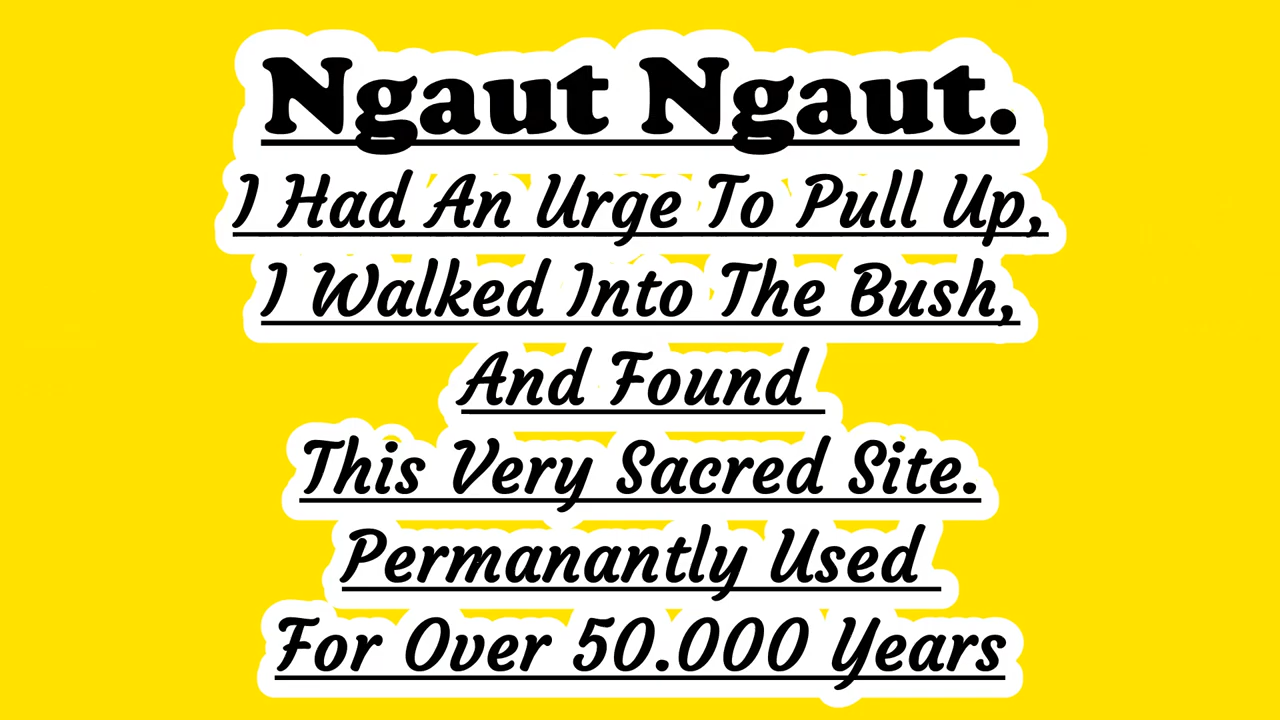 Ngaut Ngaut.
I Had An Urge To Pull Up,
I Walked Into The Bush,
And Found
This Very Sacred Site.
Permanantly Used
For Over 50.000 Years